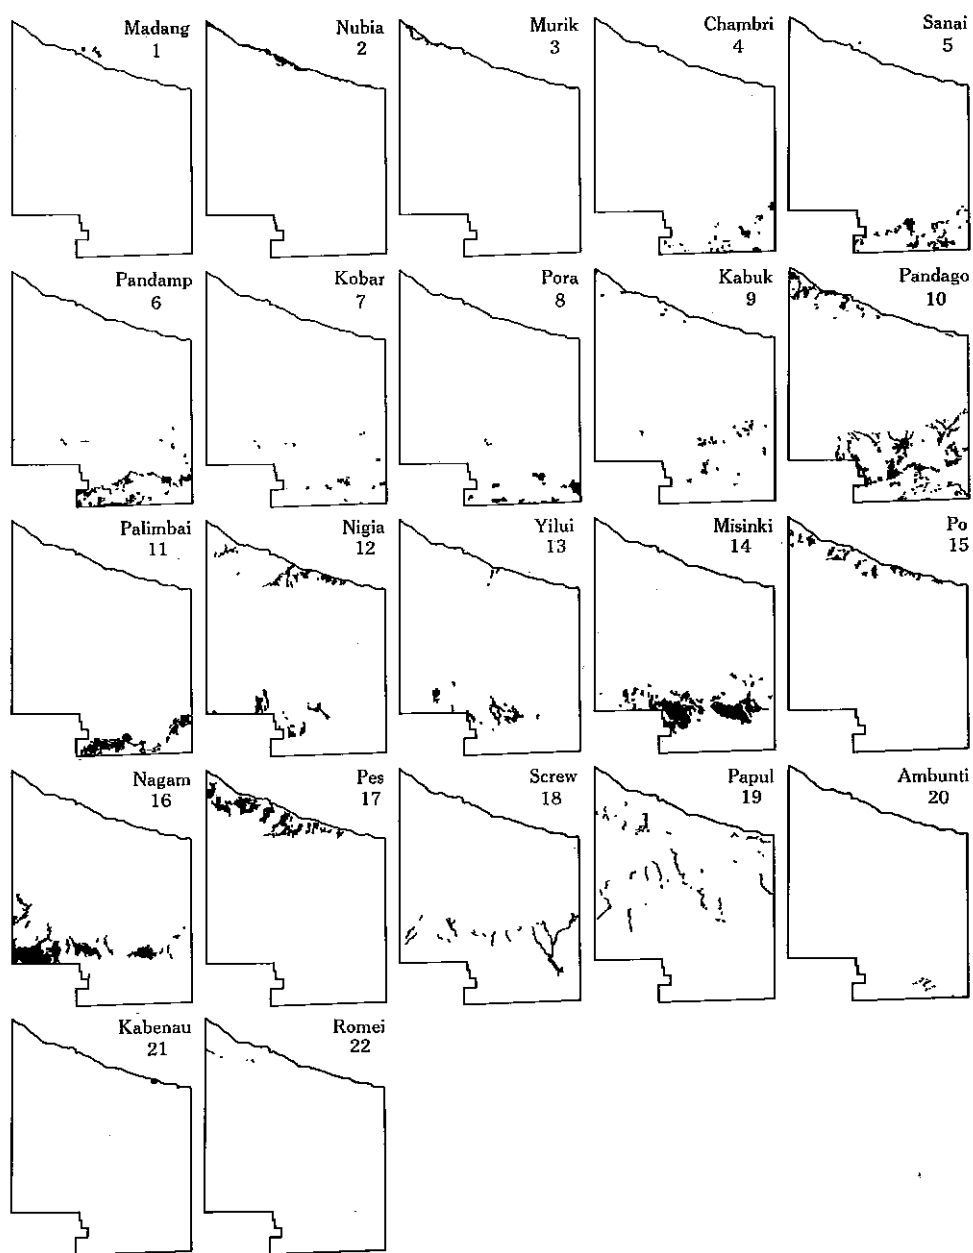 Madang
1
Nubia
2
Murik
3
Chambri
4
Sanai
5
Pandamp
6
Kobar
7
Pora
8
Kabuk
9
Pandago
10
Palimbai
11
Nigia
12
Yilui
13
Misinki
14
Po
15
Nagam
16
Pes
17
Screw
18
Papul
19
Ambunti
20
Kabenau
21
Romei
22